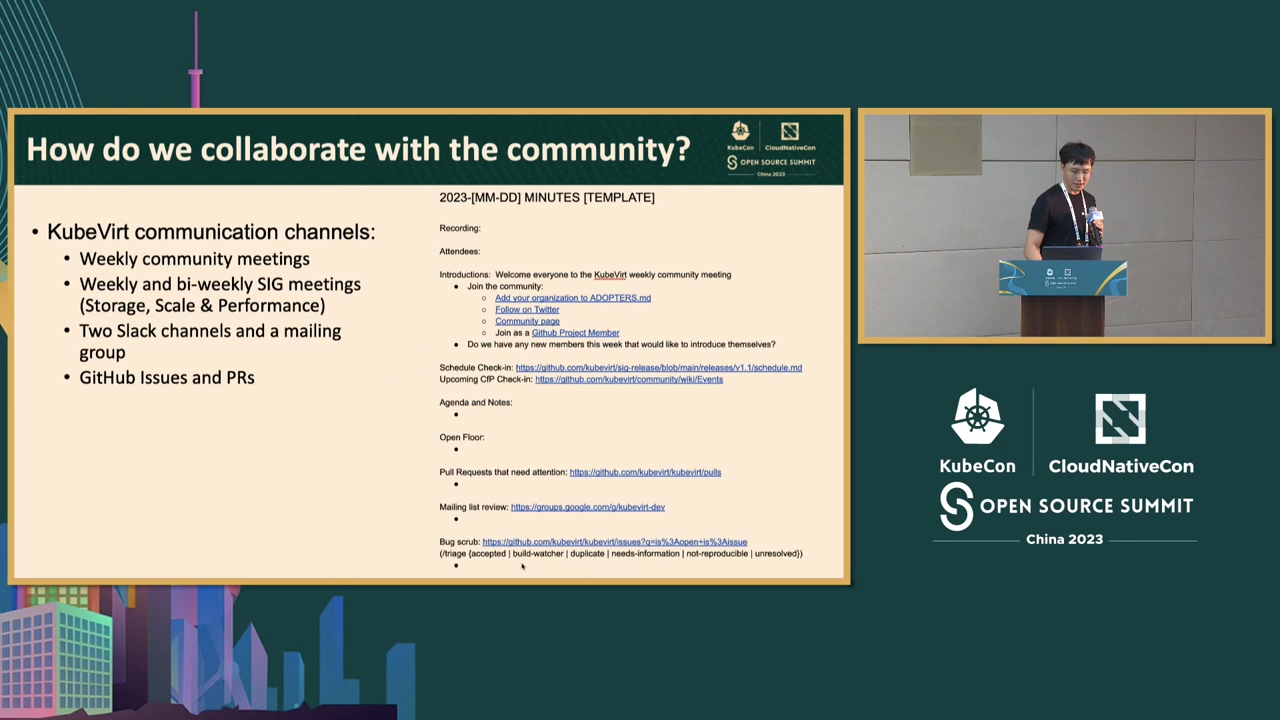 How do we collaborate with the community?
KubeCon
CloudNativeCon
OPEN SOURCE SUMMIT
China 2023
• KubeVirt communication channels:
• Weekly community meetings
• Weekly and bi-weekly SIG meetings
(Storage, Scale & Performance)
• Two Slack channels and a mailing
group
• GitHub Issues and PRs
2023-[MM-DD] MINUTES [TEMPLATE]
Recording:
Attendees:
Introductions: Welcome everyone to the KubeVirt weekly community meeting
• Join the community:
○ Add your organization to ADOPTERS.md
○ Follow on Twitter
○ Community page
○ Join as a Github Project Member
• Do we have any new members this week that would like to introduce themselves?
Schedule Check-in: https://github.com/kubevirt/sig-release/blob/main/releases/v1.1/schedule.md
Upcoming CfP Check-in: https://github.com/kubevirt/community/wiki/Events
Agenda and Notes:
Open Floor:
Pull Requests that need attention: https://github.com/kubevirt/kubevirt/pulls
Mailing list review: https://groups.google.com/g/kubevirt-dev
Bug scrub: https://github.com/kubevirt/kubevirt/issues?q=is%3Aopen+is%3Aissue
(/triage {accepted | build-watcher | duplicate | needs-information | not-reproducible | unresolved})
KubeCon
CloudNativeCon
OPEN SOURCE SUMMIT
China 2023